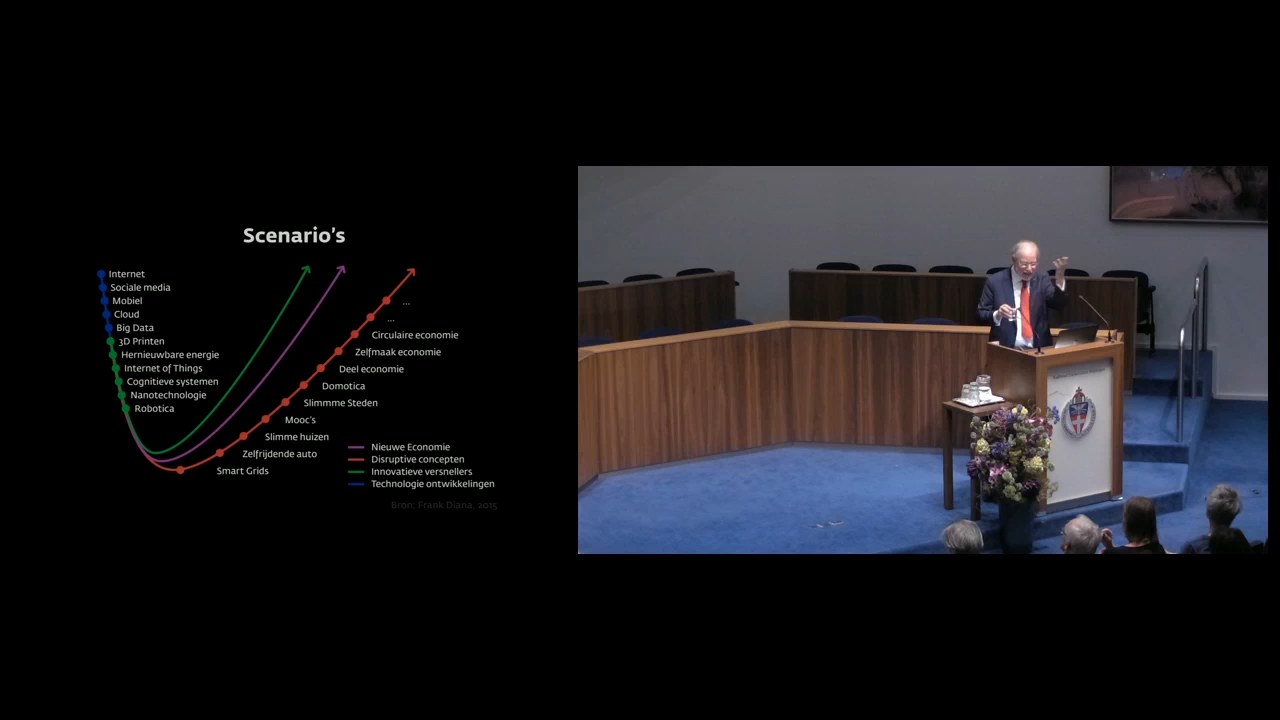 Scenario's
Internet
Sociale media
Mobiel
Cloud
Big Data
3D Printen
Hernieuwbare energie
Internet of Things
Cognitieve systemen
Nanotechnologie
Robotica
...
...
Circulaire economie
Zelfmaak economie
Deel economie
Domotica
Slimmme Steden
Mooc's
Slimme huizen
Zelfrijdende auto
Smart Grids
Nieuwe Economie
Disruptive concepten
Innovatieve versnellers
Technologie ontwikkelingen
Bron: Frank Diana, 2015